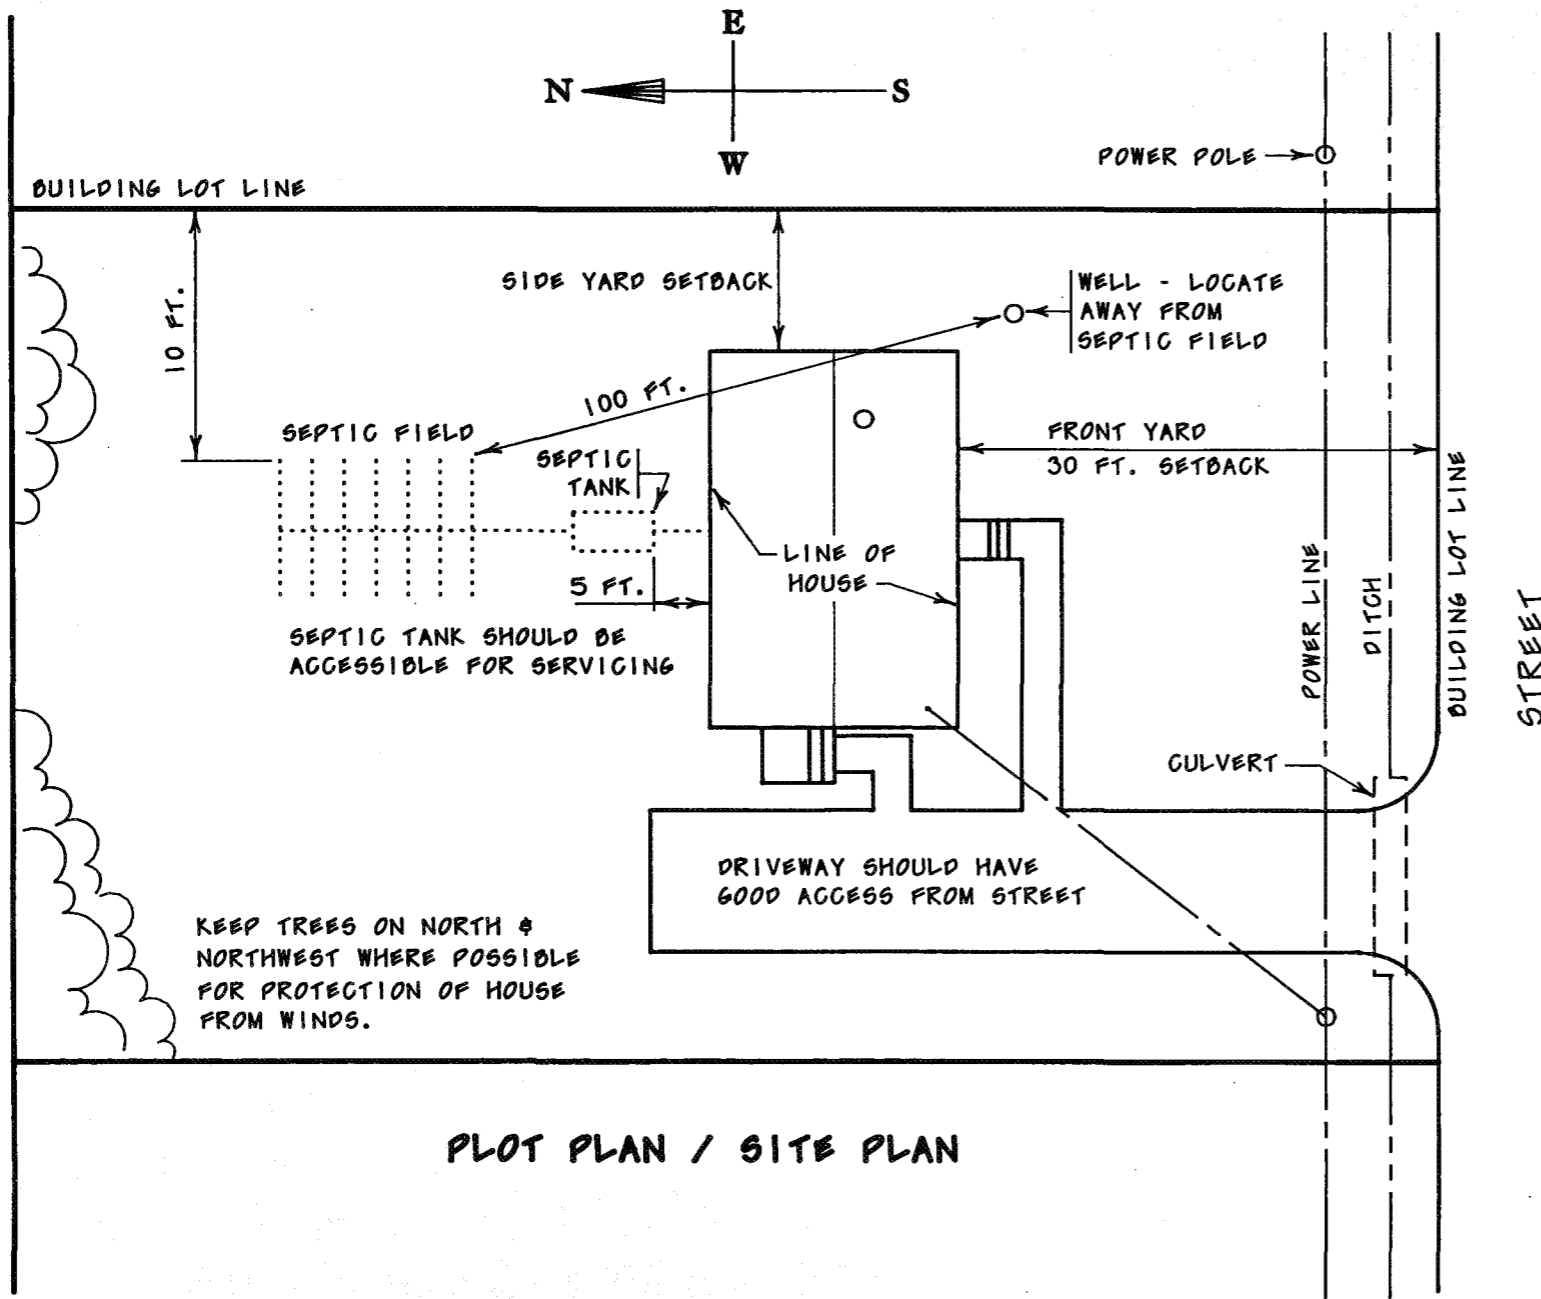 E
N
S
W
POWER POLE
BUILDING LOT LINE
SIDE YARD SETBACK
WELL - LOCATE
AWAY FROM
SEPTIC FIELD
10 FT.
100 FT.
SEPTIC FIELD
SEPTIC
TANK
FRONT YARD
30 FT. SETBACK
LINE OF
HOUSE
5 FT.
SEPTIC TANK SHOULD BE
ACCESSIBLE FOR SERVICING
POWER LINE
DITCH
BUILDING LOT LINE
STREET
CULVERT
DRIVEWAY SHOULD HAVE
GOOD ACCESS FROM STREET
KEEP TREES ON NORTH &
NORTHWEST WHERE POSSIBLE
FOR PROTECTION OF HOUSE
FROM WINDS.
PLOT PLAN / SITE PLAN